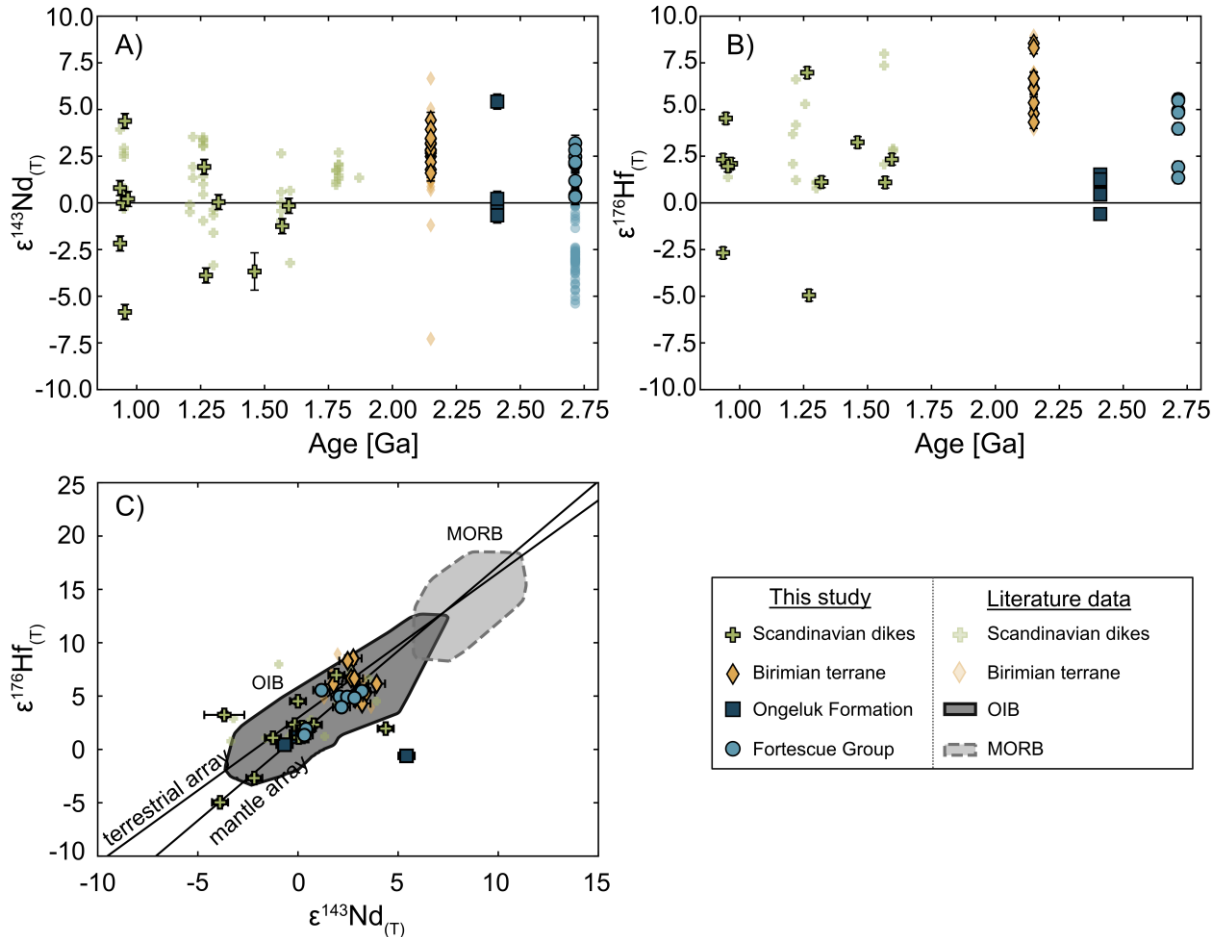 A)
10.0
7.5
5.0
2.5
0.0
-2.5
-5.0
-7.5
-10.0
ε¹⁴³Nd₍T₎
1.00 1.25 1.50 1.75 2.00 2.25 2.50 2.75
Age [Ga]
B)
10.0
7.5
5.0
2.5
0.0
-2.5
-5.0
-7.5
-10.0
ε¹⁷⁶Hf₍T₎
1.00 1.25 1.50 1.75 2.00 2.25 2.50 2.75
Age [Ga]
C)
25
20
15
10
5
0
-5
-10
ε¹⁷⁶Hf₍T₎
MORB
OIB
terrestrial array
mantle array
-10 -5 0 5 10 15
ε¹⁴³Nd₍T₎
This study
Scandinavian dikes
Birimian terrane
Ongeluk Formation
Fortescue Group
Literature data
Scandinavian dikes
Birimian terrane
OIB
MORB